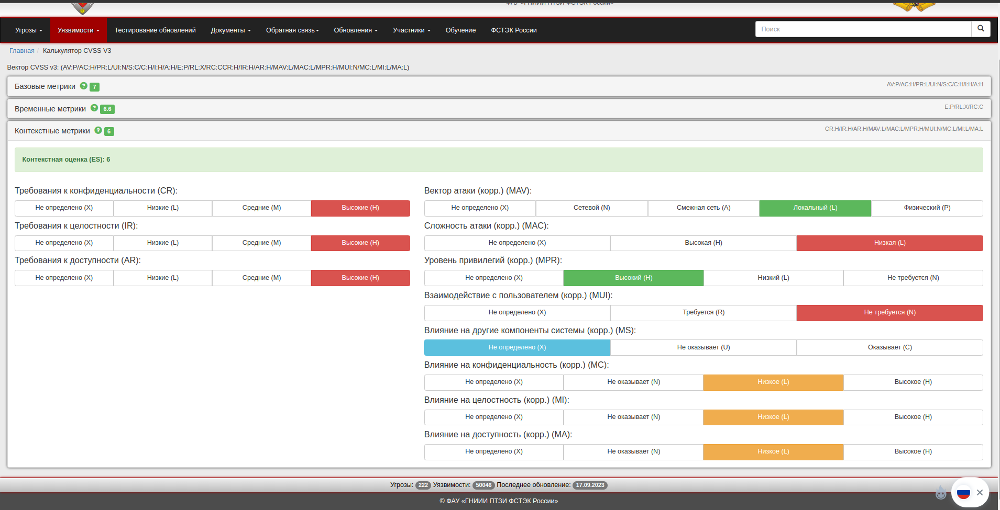 ФАУ «ГНИИИ ПТЗИ ФСТЭК России»
Угрозы Уязвимости Тестирование обновлений Документы Обратная связь Обновления Участники Обучение ФСТЭК России Поиск
Главная / Калькулятор CVSS V3
Вектор CVSS v3: (AV:P/AC:H/PR:L/UI:N/S:C/C:H/I:H/A:H/E:P/RL:X/RC:CCR:H/IR:H/AR:H/MAV:L/MAC:L/MPR:H/MUI:N/MC:L/MI:L/MA:L)
Базовые метрики ? 7 AV:P/AC:H/PR:L/UI:N/S:C/C:H/I:H/A:H
Временные метрики ? 6.6 E:P/RL:X/RC:C
Контекстные метрики ? 6 CR:H/IR:H/AR:H/MAV:L/MAC:L/MPR:H/MUI:N/MC:L/MI:L/MA:L
Контекстная оценка (ES): 6
Требования к конфиденциальности (CR):
Не определено (X) Низкие (L) Средние (M) Высокие (H)
Требования к целостности (IR):
Не определено (X) Низкие (L) Средние (M) Высокие (H)
Требования к доступности (AR):
Не определено (X) Низкие (L) Средние (M) Высокие (H)
Вектор атаки (корр.) (MAV):
Не определено (X) Сетевой (N) Смежная сеть (A) Локальный (L) Физический (P)
Сложность атаки (корр.) (MAC):
Не определено (X) Высокая (H) Низкая (L)
Уровень привилегий (корр.) (MPR):
Не определено (X) Высокий (H) Низкий (L) Не требуется (N)
Взаимодействие с пользователем (корр.) (MUI):
Не определено (X) Требуется (R) Не требуется (N)
Влияние на другие компоненты системы (корр.) (MS):
Не определено (X) Не оказывает (U) Оказывает (C)
Влияние на конфиденциальность (корр.) (MC):
Не определено (X) Не оказывает (N) Низкое (L) Высокое (H)
Влияние на целостность (корр.) (MI):
Не определено (X) Не оказывает (N) Низкое (L) Высокое (H)
Влияние на доступность (корр.) (MA):
Не определено (X) Не оказывает (N) Низкое (L) Высокое (H)
Угрозы: 222 Уязвимости: 50046 Последнее обновление: 17.09.2023
© ФАУ «ГНИИИ ПТЗИ ФСТЭК России»